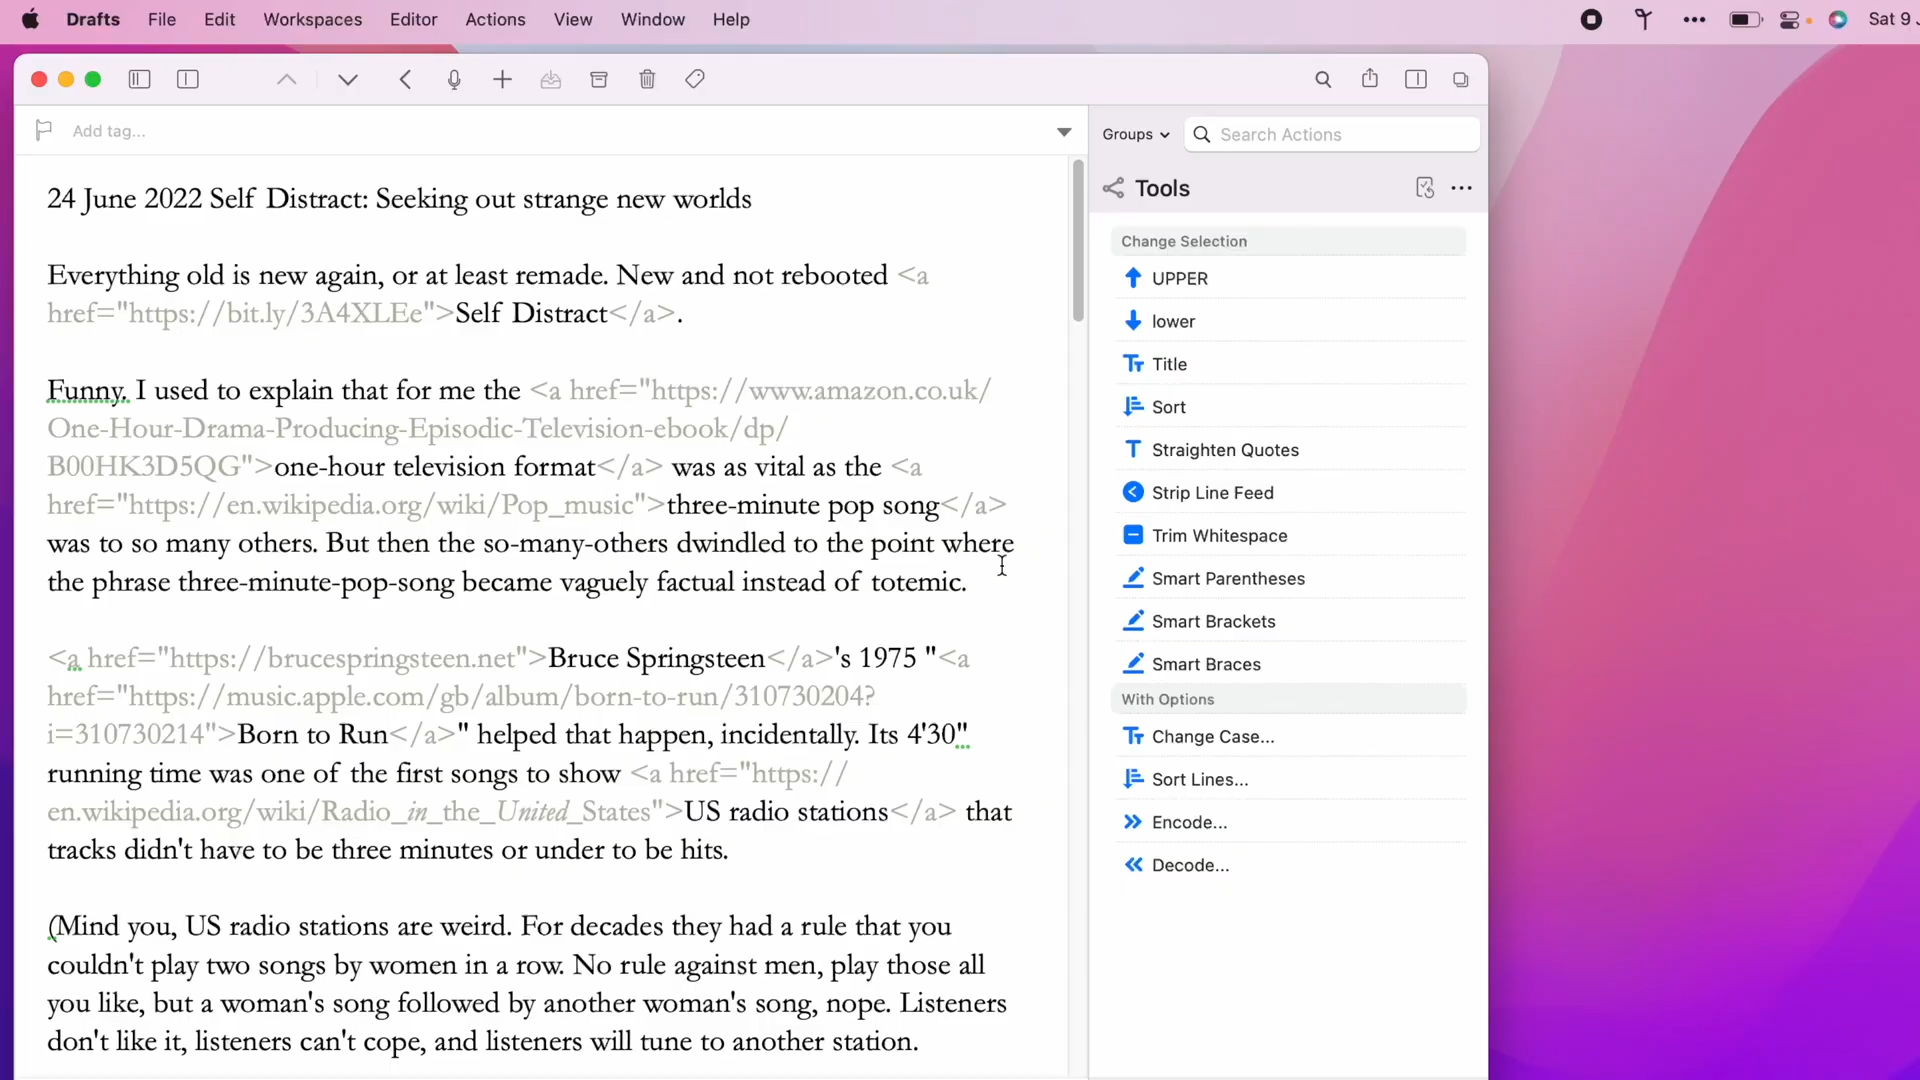 Drafts File Edit Workspaces Editor Actions View Window Help Sat 9
Add tag...
24 June 2022 Self Distract: Seeking out strange new worlds
Everything old is new again, or at least remade. New and not rebooted <a
href="https://bit.ly/3A4XLEe">Self Distract</a>.
Funny. I used to explain that for me the <a href="https://www.amazon.co.uk/
One-Hour-Drama-Producing-Episodic-Television-ebook/dp/
B00HK3D5QG">one-hour television format</a> was as vital as the <a
href="https://en.wikipedia.org/wiki/Pop_music">three-minute pop song</a>
was to so many others. But then the so-many-others dwindled to the point where
the phrase three-minute-pop-song became vaguely factual instead of totemic.
<a href="https://brucespringsteen.net">Bruce Springsteen</a>'s 1975 "<a
href="https://music.apple.com/gb/album/born-to-run/310730204?
i=310730214">Born to Run</a>" helped that happen, incidentally. Its 4'30"
running time was one of the first songs to show <a href="https://
en.wikipedia.org/wiki/Radio_in_the_United_States">US radio stations</a> that
tracks didn't have to be three minutes or under to be hits.
(Mind you, US radio stations are weird. For decades they had a rule that you
couldn't play two songs by women in a row. No rule against men, play those all
you like, but a woman's song followed by another woman's song, nope. Listeners
don't like it, listeners can't cope, and listeners will tune to another station.
Groups
Search Actions
Tools
Change Selection
UPPER
lower
Title
Sort
Straighten Quotes
Strip Line Feed
Trim Whitespace
Smart Parentheses
Smart Brackets
Smart Braces
With Options
Change Case...
Sort Lines...
Encode...
Decode...